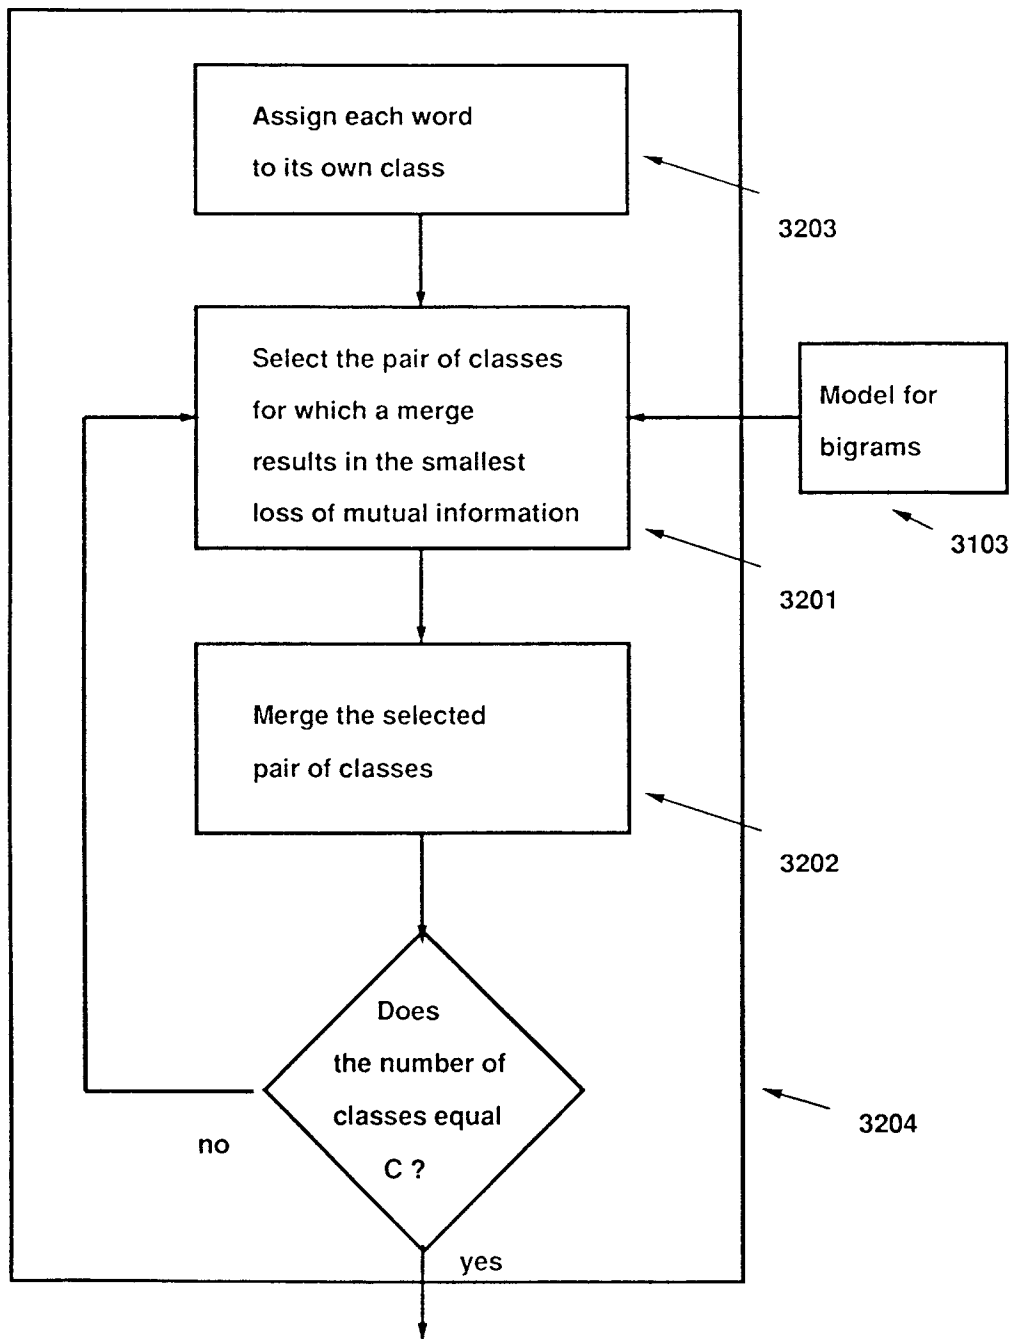 Assign each word
to its own class
3203
Select the pair of classes
for which a merge
results in the smallest
loss of mutual information
Model for
bigrams
3103
3201
Merge the selected
pair of classes
3202
Does
the number of
classes equal
C ?
no
3204
yes